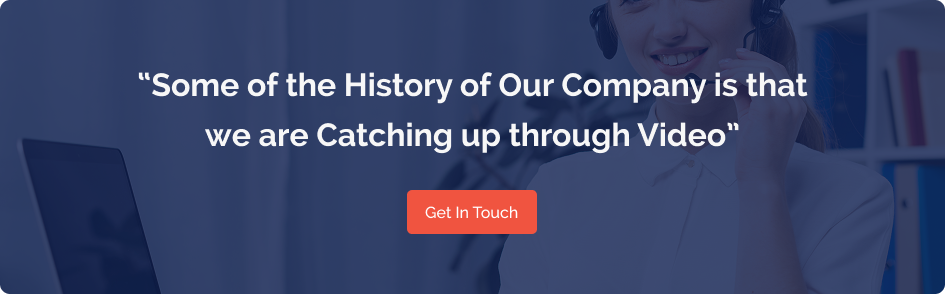 “Some of the History of Our Company is that
we are Catching up through Video”
Get In Touch